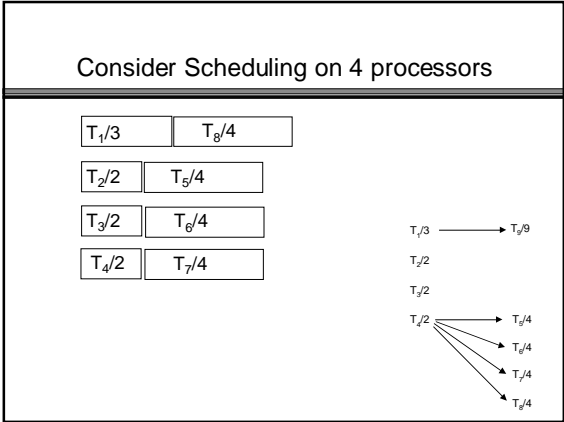 Consider Scheduling on 4 processors
T₁/3 T₈/4
T₂/2 T₅/4
T₃/2 T₆/4
T₄/2 T₇/4
T₁/3 T₉/9
T₂/2
T₃/2
T₄/2 T₅/4
T₆/4
T₇/4
T₈/4